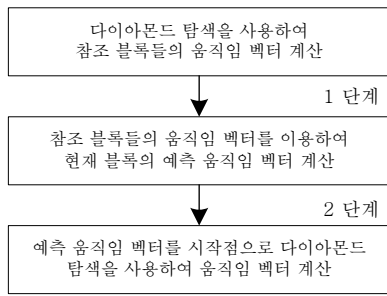 다이아몬드 탐색을 사용하여
참조 블록들의 움직임 벡터 계산
1 단계
참조 블록들의 움직임 벡터를 이용하여
현재 블록의 예측 움직임 벡터 계산
2 단계
예측 움직임 벡터를 시작점으로 다이아몬드
탐색을 사용하여 움직임 벡터 계산